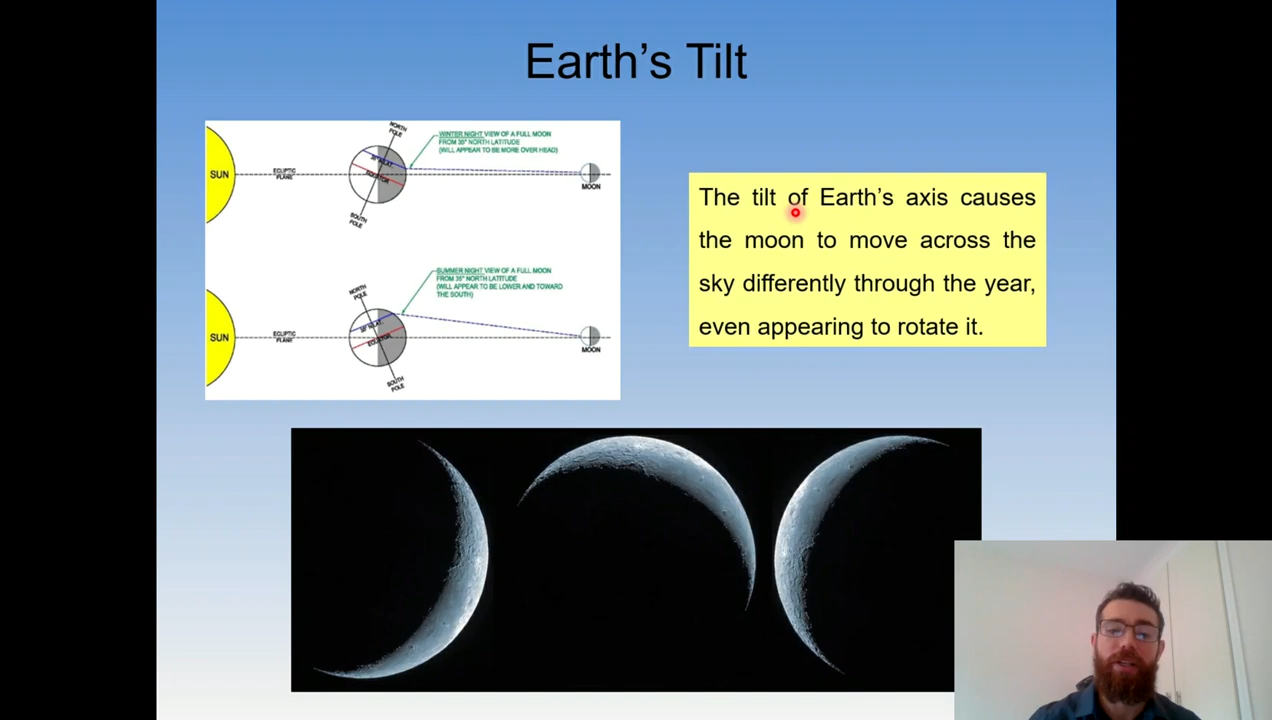 Earth's Tilt
SUN
ECLIPTIC
PLANE
NORTH
POLE
EQUATOR
SOUTH
POLE
WINTER NIGHT VIEW OF A FULL MOON
FROM 35° NORTH LATITUDE
(WILL APPEAR TO BE MORE OVER HEAD)
MOON
SUN
ECLIPTIC
PLANE
NORTH
POLE
EQUATOR
SOUTH
POLE
SUMMER NIGHT VIEW OF A FULL MOON
FROM 35° NORTH LATITUDE
(WILL APPEAR TO BE LOWER AND TOWARD
THE SOUTH)
MOON
The tilt of Earth's axis causes
the moon to move across the
sky differently through the year,
even appearing to rotate it.